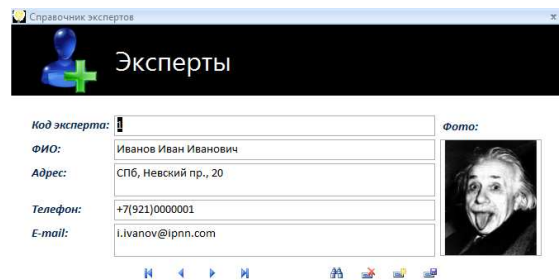 Справочник экспертов
Эксперты
Код эксперта: 1
Фото:
ФИО: Иванов Иван Иванович
Адрес: СПб, Невский пр., 20
Телефон: +7(921)0000001
E-mail: i.ivanov@ipnn.com